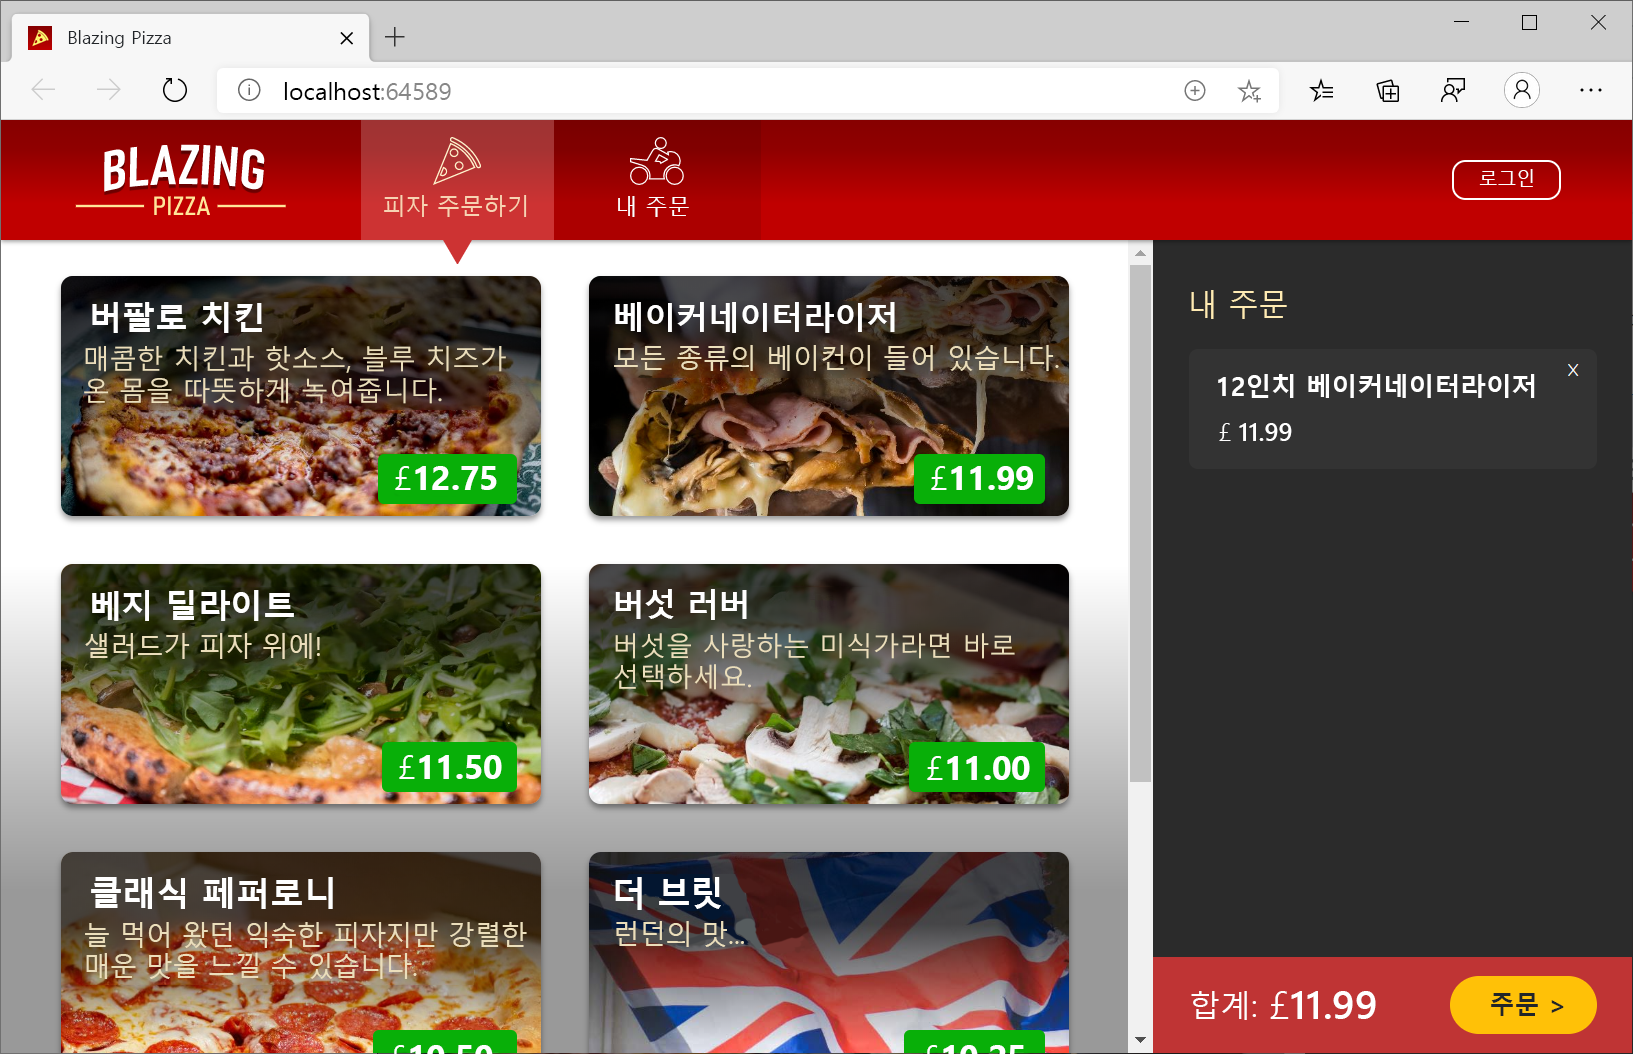 Blazing Pizza
localhost:64589
BLAZING
PIZZA
피자 주문하기
내 주문
로그인
버팔로 치킨
매콤한 치킨과 핫소스, 블루 치즈가
온 몸을 따뜻하게 녹여줍니다.
£12.75
베이커네이터라이저
모든 종류의 베이컨이 들어 있습니다.
£11.99
베지 딜라이트
샐러드가 피자 위에!
£11.50
버섯 러버
버섯을 사랑하는 미식가라면 바로
선택하세요.
£11.00
클래식 페퍼로니
늘 먹어 왔던 익숙한 피자지만 강렬한
매운 맛을 느낄 수 있습니다.
£10.50
더 브릿
런던의 맛...
£10.25
내 주문
12인치 베이커네이터라이저
x
£ 11.99
합계: £11.99
주문 >